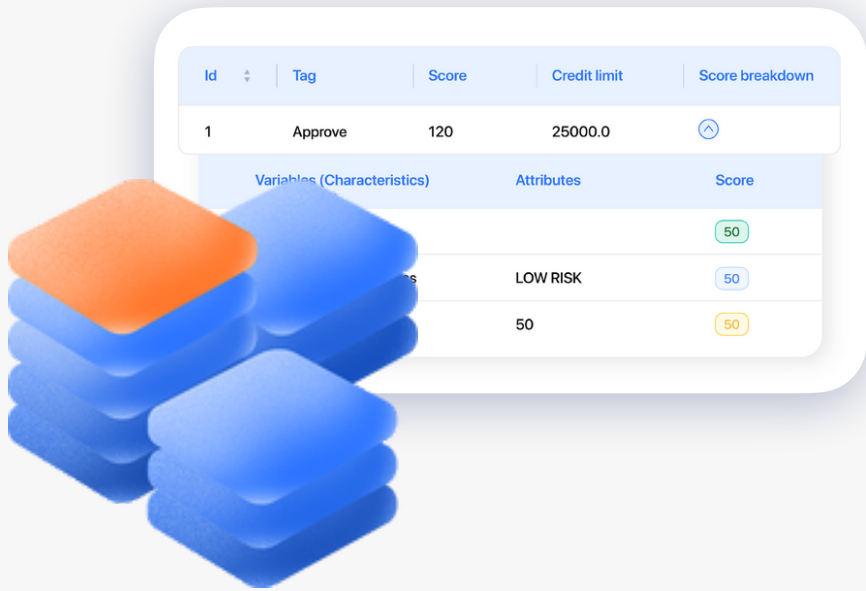 Id Tag Score Credit limit Score breakdown
1 Approve 120 25000.0
Variables (Characteristics) Attributes Score
50
LOW RISK 50
50 50